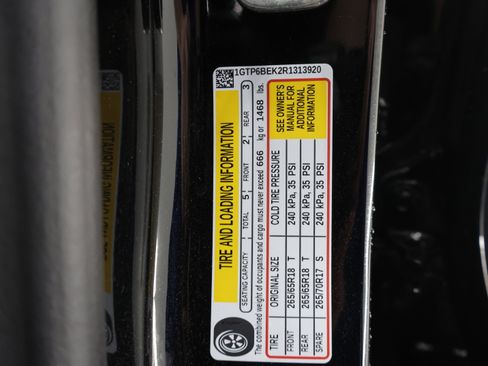 1GTP6BEK2R1313920
TIRE AND LOADING INFORMATION
SEATING CAPACITY TOTAL 5 FRONT 2 REAR 3
The combined weight of occupants and cargo must never exceed 666 kg or 1468 lbs.
TIRE ORIGINAL SIZE COLD TIRE PRESSURE
FRONT 265/65R18 T 240 kPa, 35 PSI
REAR 265/65R18 T 240 kPa, 35 PSI
SPARE 265/70R17 S 240 kPa, 35 PSI
SEE OWNER'S
MANUAL FOR
ADDITIONAL
INFORMATION